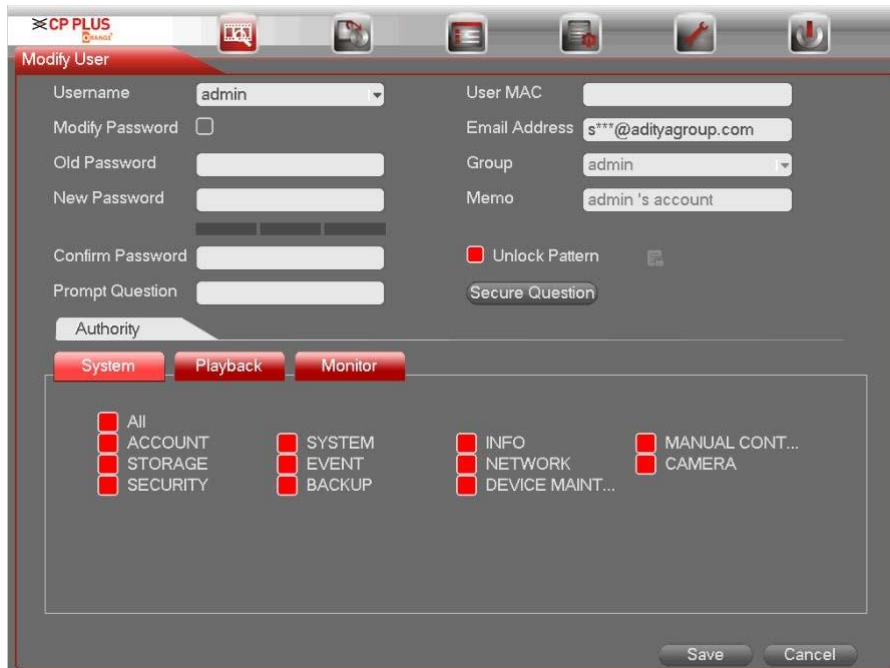 CP PLUS
ORANGE
Modify User
Username admin User MAC
Modify Password Email Address s***@adityagroup.com
Old Password Group admin
New Password Memo admin 's account
Confirm Password Unlock Pattern
Prompt Question Secure Question
Authority
System Playback Monitor
All
ACCOUNT SYSTEM INFO MANUAL CONT...
STORAGE EVENT NETWORK CAMERA
SECURITY BACKUP DEVICE MAINT...
Save Cancel